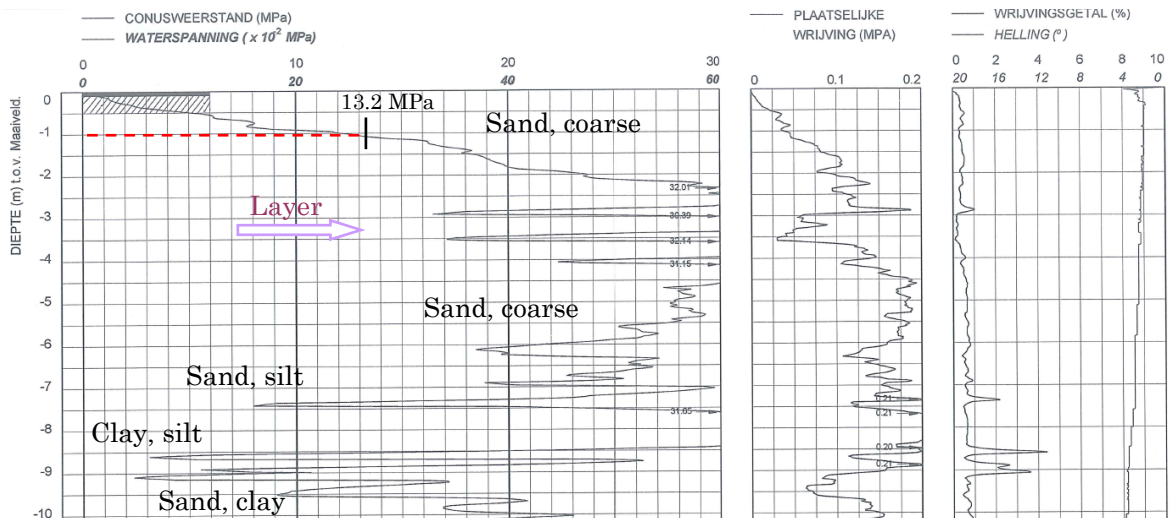 CONUSWEERSTAND (MPa)
WATERSPANNING ( x 10⁻² MPa)
PLAATSELIJKE
WRIJVING (MPA)
WRIJVINGSGETAL (%)
HELLING (º)
0 10 20 30
0 20 40 60
0 0.1 0.2
0 2 4 6 8 10
20 16 12 8 4 0
DIEPTE (m) t.o.v. Maaiveld.
0
-1
-2
-3
-4
-5
-6
-7
-8
-9
-10
13.2 MPa
Sand, coarse
32.01
Layer
30.39
32.14
31.15
Sand, coarse
Sand, silt
31.65
Clay, silt
Sand, clay
0.21
0.21
0.20
0.21